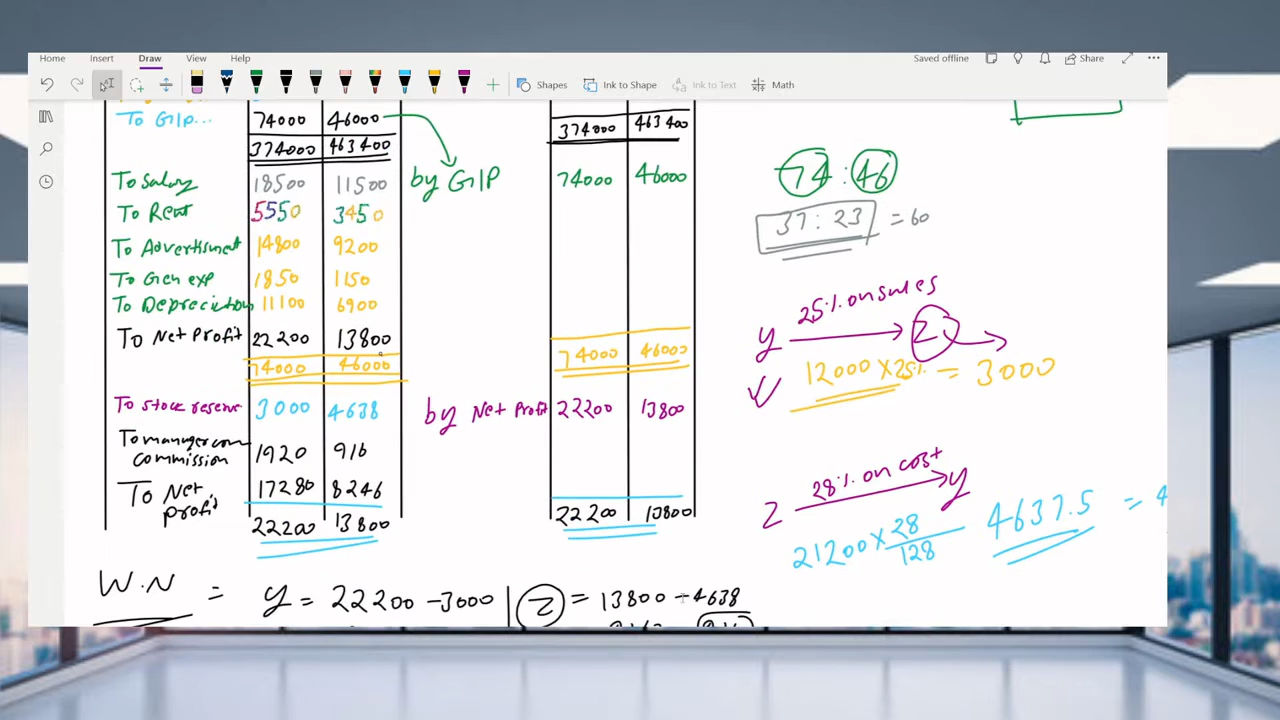 Home Insert Draw View Help Saved offline Share
Shapes Ink to Shape Ink to Text Math
To G/p... 74000 46000 374000 463400
374000 463400
To Salary 18500 11500 by G/P 74000 46000
To Rent 5550 3450
To Advertisment 14800 9200
To Gen exp 1850 1150
To Depreciation 11100 6900
To Net Profit 22200 13800
74000 46000 74000 46000
To stock reserve 3000 4638 by Net Profit 22200 13800
To manager com
commission 1920 916
To Net
profit 17280 8246
22200 13800 22200 13800
74 : 46
37 : 23 = 60
25% on sales
y Z
12000 × 25% = 3000
28% on cost
Z y
21200 × 28/128 4637.5 = 4
W.N = y = 22200 - 3000 Z = 13800 - 4638